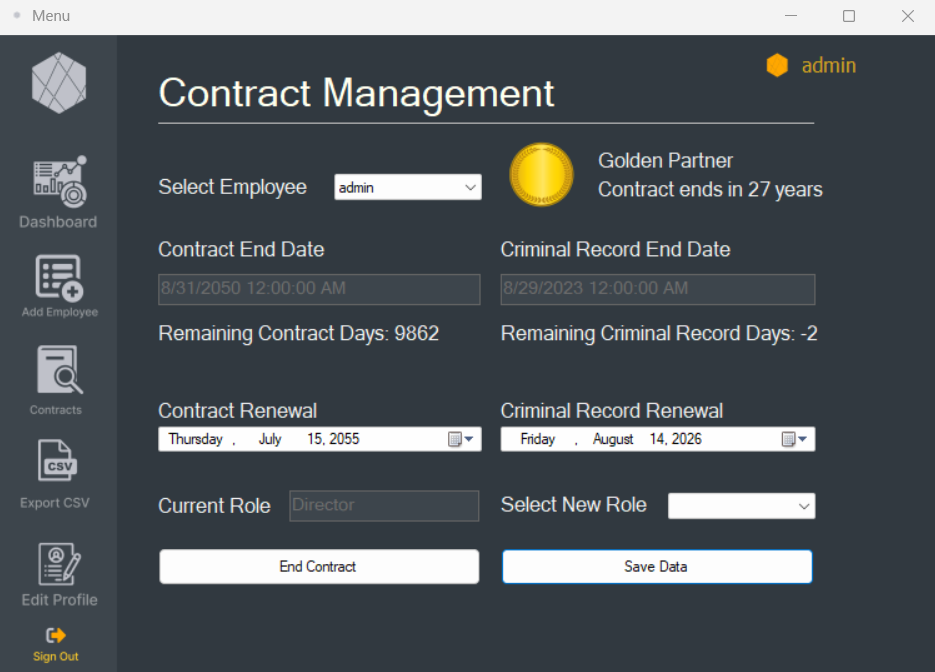 Menu
admin
Contract Management
Golden Partner
Select Employee
admin
Contract ends in 27 years
Dashboard
Contract End Date
Criminal Record End Date
8/31/2050 12:00:00 AM
8/29/2023 12:00:00 AM
Add Employee
Remaining Contract Days: 9862
Remaining Criminal Record Days: -2
Contracts
Contract Renewal
Criminal Record Renewal
Thursday , July 15, 2055
Friday , August 14, 2026
CSV
Export CSV
Current Role
Director
Select New Role
End Contract
Save Data
Edit Profile
Sign Out